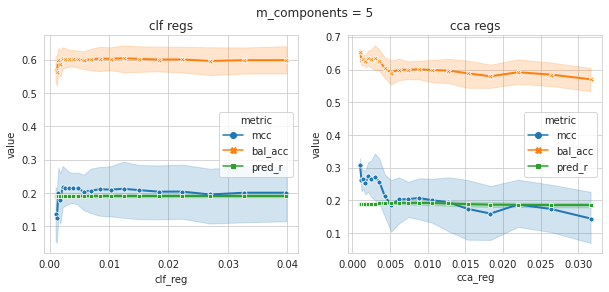 m_components = 5
clf regs
value
0.6
0.5
0.4
0.3
0.2
0.1
0.00
0.01
0.02
0.03
0.04
clf_reg
metric
mcc
bal_acc
pred_r
cca regs
value
0.7
0.6
0.5
0.4
0.3
0.2
0.1
0.000
0.005
0.010
0.015
0.020
0.025
0.030
cca_reg
metric
mcc
bal_acc
pred_r